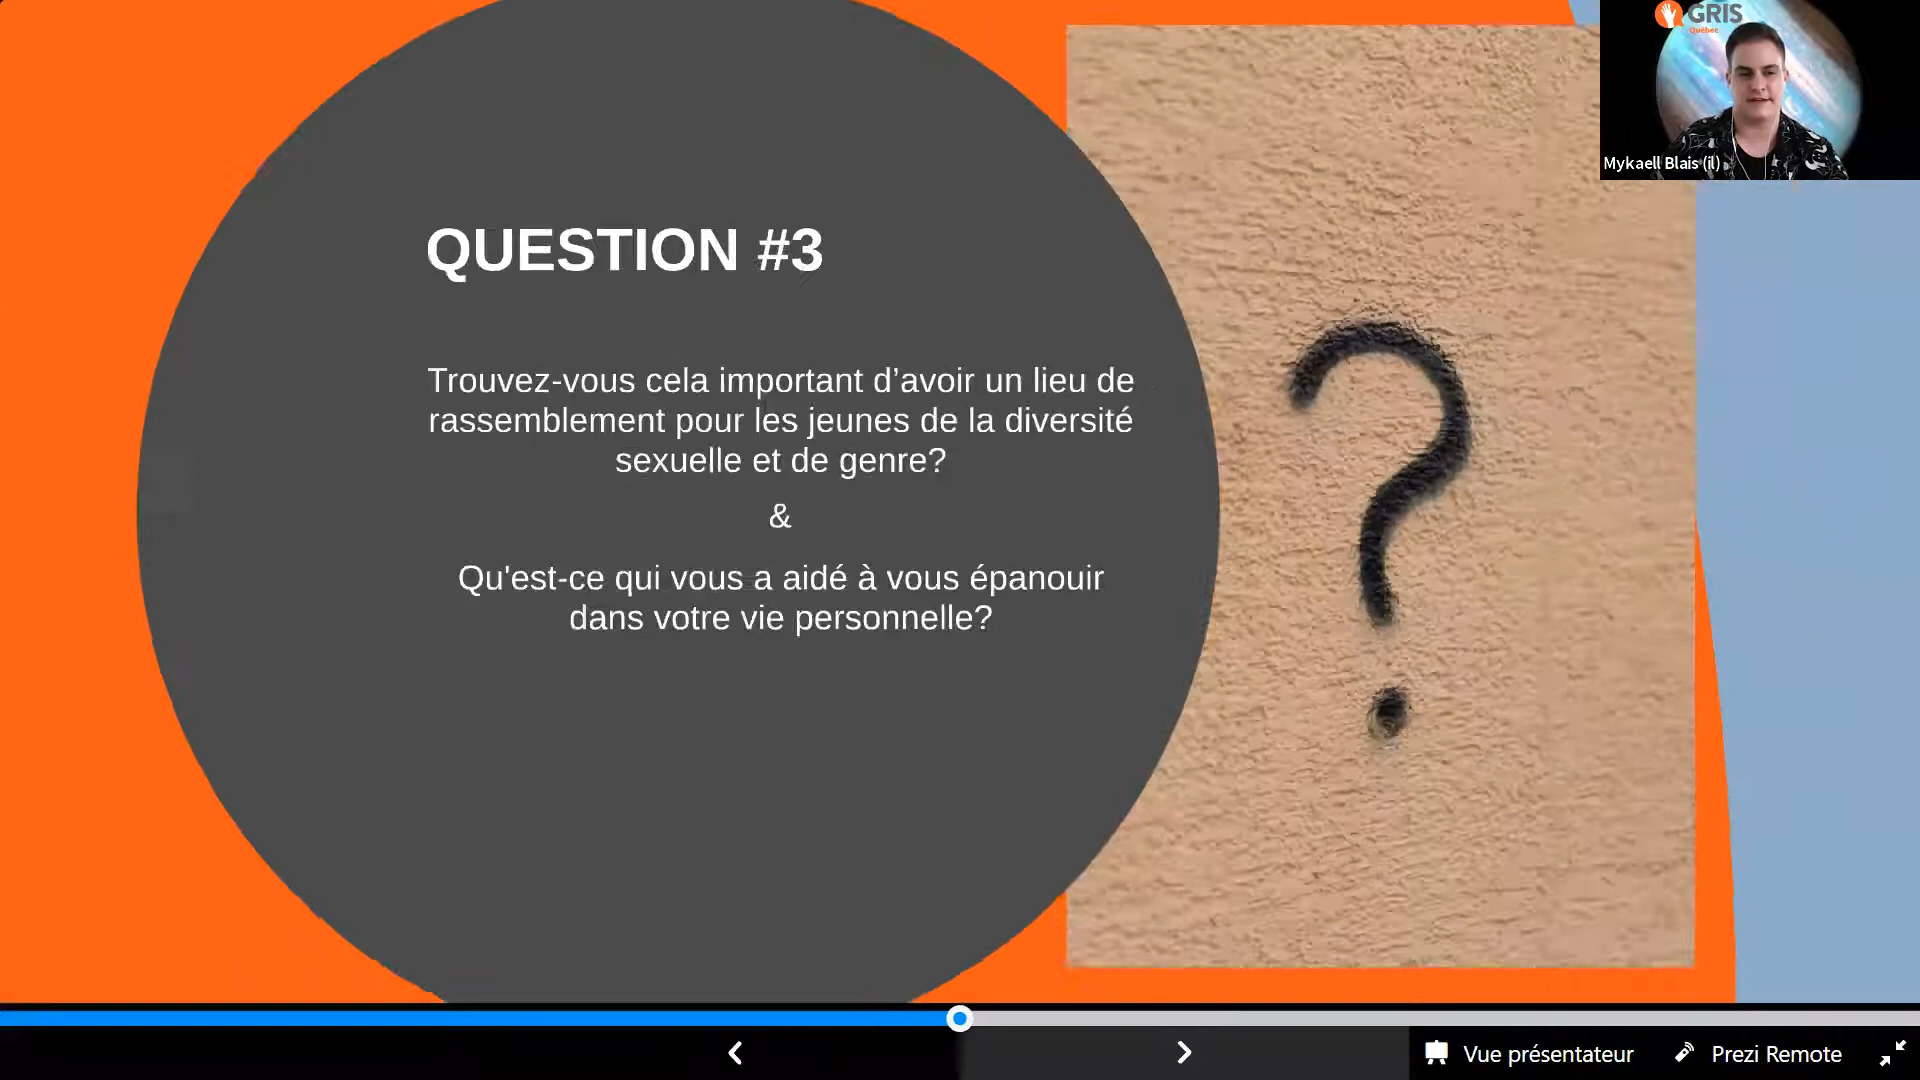 GRIS
Québec
Mykaell Blais (il)
QUESTION #3
Trouvez-vous cela important d’avoir un lieu de
rassemblement pour les jeunes de la diversité
sexuelle et de genre?
&
Qu'est-ce qui vous a aidé à vous épanouir
dans votre vie personnelle?
?
Vue présentateur
Prezi Remote